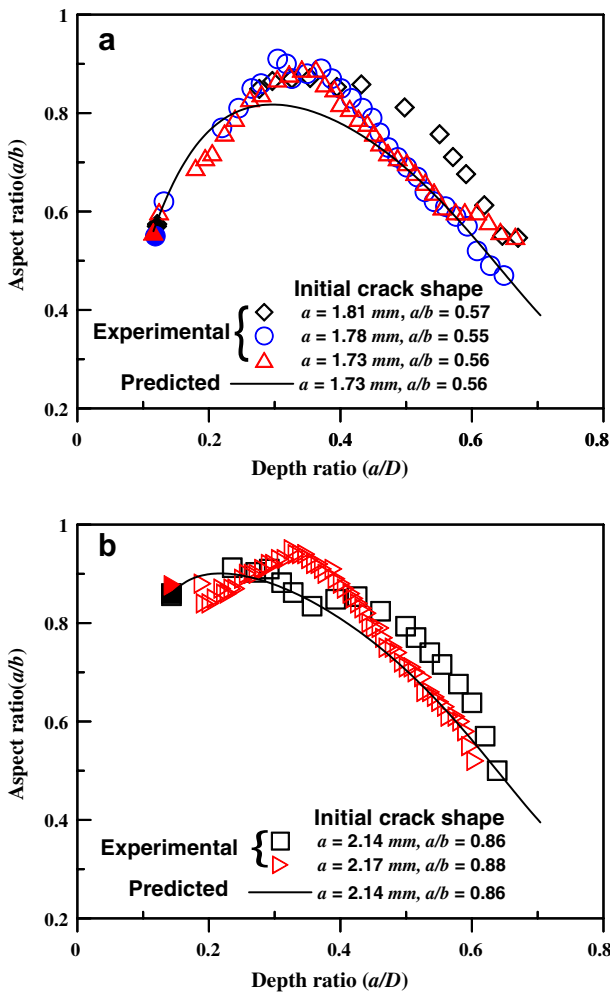 a
1
0.8
0.6
0.4
0.2
Aspect ratio(a/b)
Initial crack shape
Experimental
a = 1.81 mm, a/b = 0.57
a = 1.78 mm, a/b = 0.55
a = 1.73 mm, a/b = 0.56
Predicted
a = 1.73 mm, a/b = 0.56
0 0.2 0.4 0.6 0.8
Depth ratio (a/D)
b
1
0.8
0.6
0.4
0.2
Aspect ratio(a/b)
Initial crack shape
Experimental
a = 2.14 mm, a/b = 0.86
a = 2.17 mm, a/b = 0.88
Predicted
a = 2.14 mm, a/b = 0.86
0 0.2 0.4 0.6 0.8
Depth ratio (a/D)